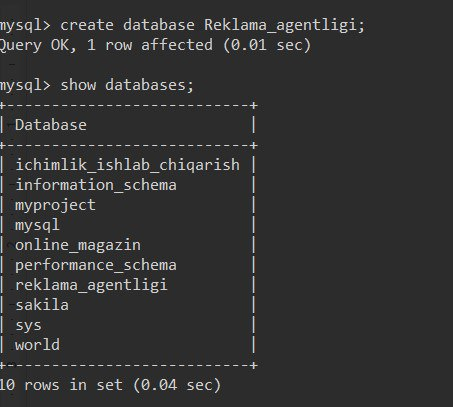 mysql> create database Reklama_agentligi;
Query OK, 1 row affected (0.01 sec)
mysql> show databases;
+--------------------------+
| Database                 |
+--------------------------+
| ichimlik_ishlab_chiqarish |
| information_schema       |
| myproject                |
| mysql                    |
| online_magazin           |
| performance_schema       |
| reklama_agentligi        |
| sakila                   |
| sys                      |
| world                    |
+--------------------------+
10 rows in set (0.04 sec)